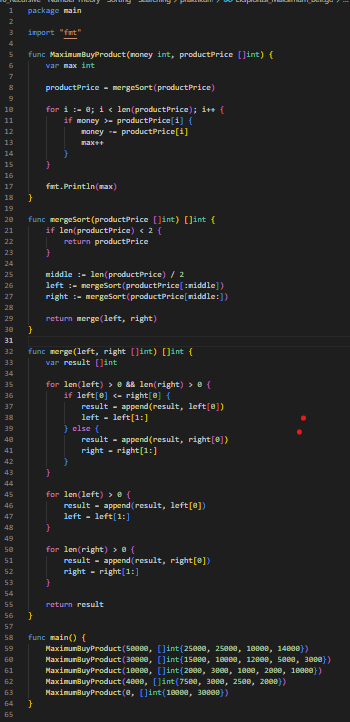 1 package main
2
3 import "fmt"
4
5 func MaximumBuyProduct(money int, productPrice []int) {
6     var max int
7
8     productPrice = mergeSort(productPrice)
9
10     for i := 0; i < len(productPrice); i++ {
11         if money >= productPrice[i] {
12             money -= productPrice[i]
13             max++
14         }
15     }
16
17     fmt.Println(max)
18 }
19
20 func mergeSort(productPrice []int) []int {
21     if len(productPrice) < 2 {
22         return productPrice
23     }
24
25     middle := len(productPrice) / 2
26     left := mergeSort(productPrice[:middle])
27     right := mergeSort(productPrice[middle:])
28
29     return merge(left, right)
30 }
31
32 func merge(left, right []int) []int {
33     var result []int
34
35     for len(left) > 0 && len(right) > 0 {
36         if left[0] <= right[0] {
37             result = append(result, left[0])
38             left = left[1:]
39         } else {
40             result = append(result, right[0])
41             right = right[1:]
42         }
43     }
44
45     for len(left) > 0 {
46         result = append(result, left[0])
47         left = left[1:]
48     }
49
50     for len(right) > 0 {
51         result = append(result, right[0])
52         right = right[1:]
53     }
54
55     return result
56 }
57
58 func main() {
59     MaximumBuyProduct(50000, []int{25000, 25000, 10000, 14000})
60     MaximumBuyProduct(30000, []int{15000, 10000, 12000, 5000, 3000})
61     MaximumBuyProduct(10000, []int{2000, 3000, 1000, 2000, 10000})
62     MaximumBuyProduct(4000, []int{7500, 3000, 2500, 2000})
63     MaximumBuyProduct(0, []int{10000, 30000})
64 }
65